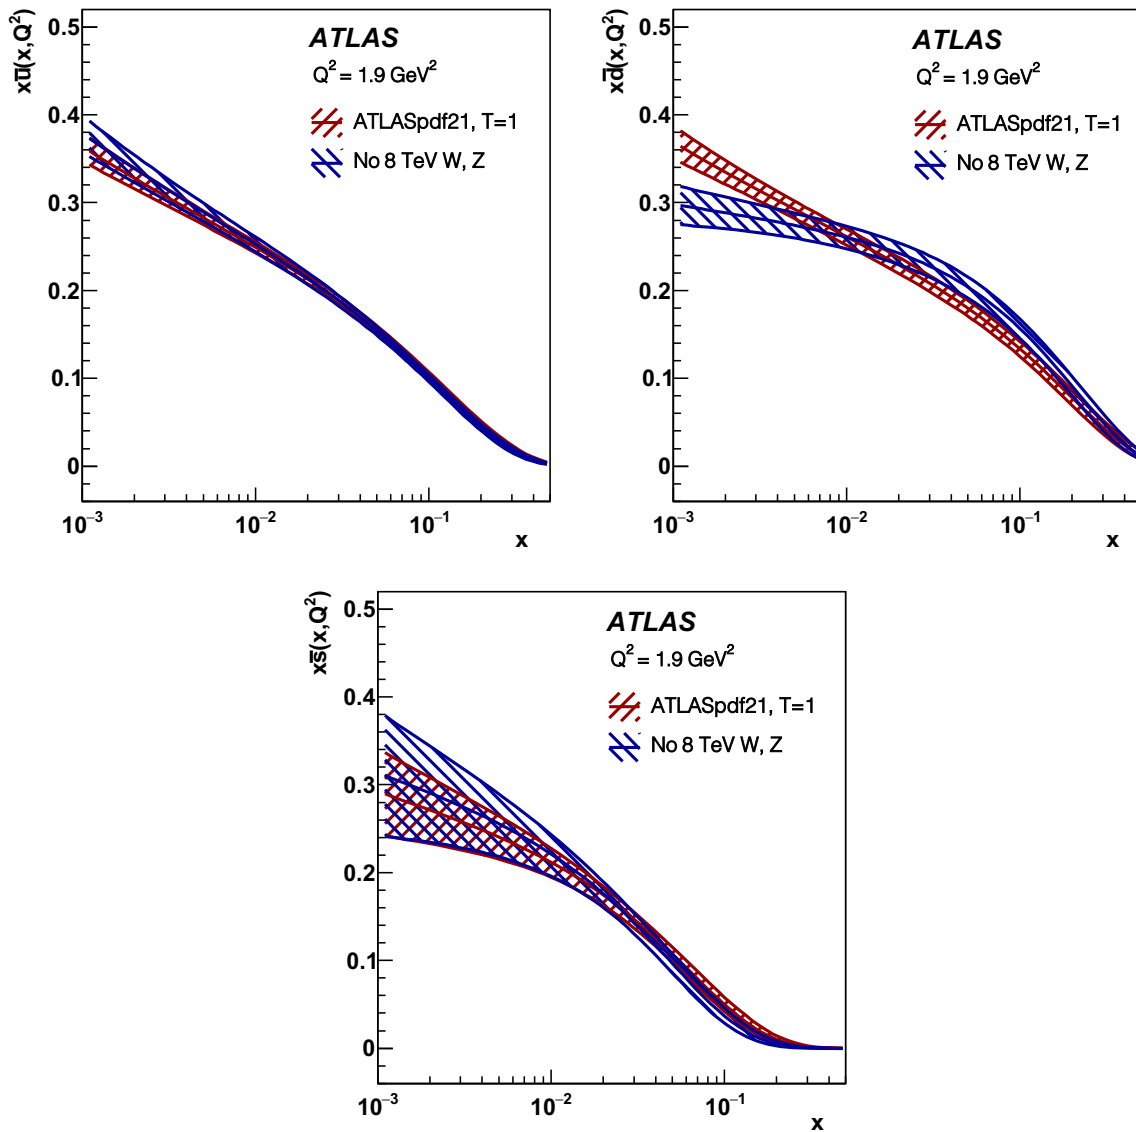 xū(x,Q²)
0.5
0.4
0.3
0.2
0.1
0
ATLAS
Q² = 1.9 GeV²
ATLASpdf21, T=1
No 8 TeV W, Z
10⁻³
10⁻²
10⁻¹
x
xd̄(x,Q²)
0.5
0.4
0.3
0.2
0.1
0
ATLAS
Q² = 1.9 GeV²
ATLASpdf21, T=1
No 8 TeV W, Z
10⁻³
10⁻²
10⁻¹
x
xs̄(x,Q²)
0.5
0.4
0.3
0.2
0.1
0
ATLAS
Q² = 1.9 GeV²
ATLASpdf21, T=1
No 8 TeV W, Z
10⁻³
10⁻²
10⁻¹
x